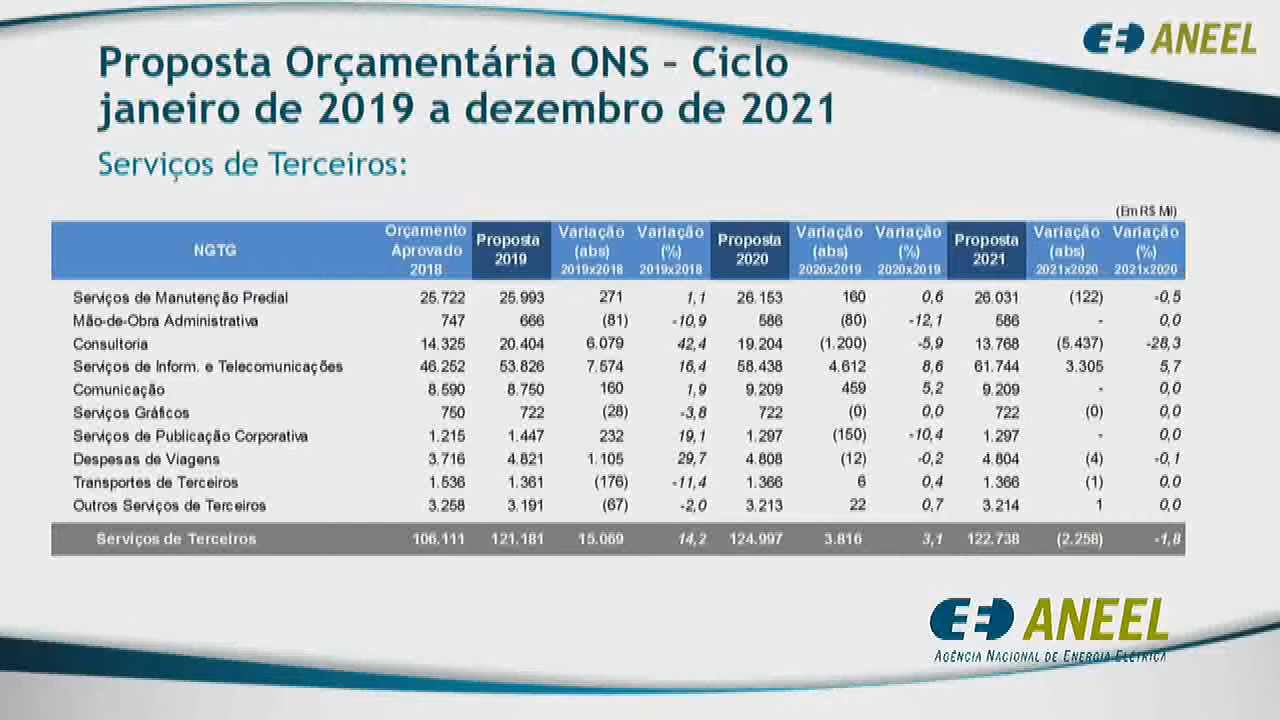 ANEEL
Proposta Orçamentária ONS – Ciclo
janeiro de 2019 a dezembro de 2021
Serviços de Terceiros:
(Em R$ Mil)
NGTG Orçamento Aprovado 2018 Proposta 2019 Variação (abs) 2019x2018 Variação (%) 2019x2018 Proposta 2020 Variação (abs) 2020x2019 Variação (%) 2020x2019 Proposta 2021 Variação (abs) 2021x2020 Variação (%) 2021x2020
Serviços de Manutenção Predial 25.722 25.993 271 1,1 26.153 160 0,6 26.031 (122) -0,5
Mão-de-Obra Administrativa 747 666 (81) -10,9 586 (80) -12,1 586 - 0,0
Consultoria 14.325 20.404 6.079 42,4 19.204 (1.200) -5,9 13.768 (5.437) -28,3
Serviços de Inform. e Telecomunicações 46.252 53.826 7.574 16,4 58.438 4.612 8,6 61.744 3.305 5,7
Comunicação 8.590 8.750 160 1,9 9.209 459 5,2 9.209 - 0,0
Serviços Gráficos 750 722 (28) -3,8 722 (0) 0,0 722 (0) 0,0
Serviços de Publicação Corporativa 1.215 1.447 232 19,1 1.297 (150) -10,4 1.297 - 0,0
Despesas de Viagens 3.716 4.821 1.105 29,7 4.808 (12) -0,2 4.804 (4) -0,1
Transportes de Terceiros 1.536 1.361 (176) -11,4 1.366 6 0,4 1.366 (1) 0,0
Outros Serviços de Terceiros 3.258 3.191 (67) -2,0 3.213 22 0,7 3.214 1 0,0
Serviços de Terceiros 106.111 121.181 15.069 14,2 124.997 3.816 3,1 122.738 (2.258) -1,8
ANEEL
AGÊNCIA NACIONAL DE ENERGIA ELÉTRICA